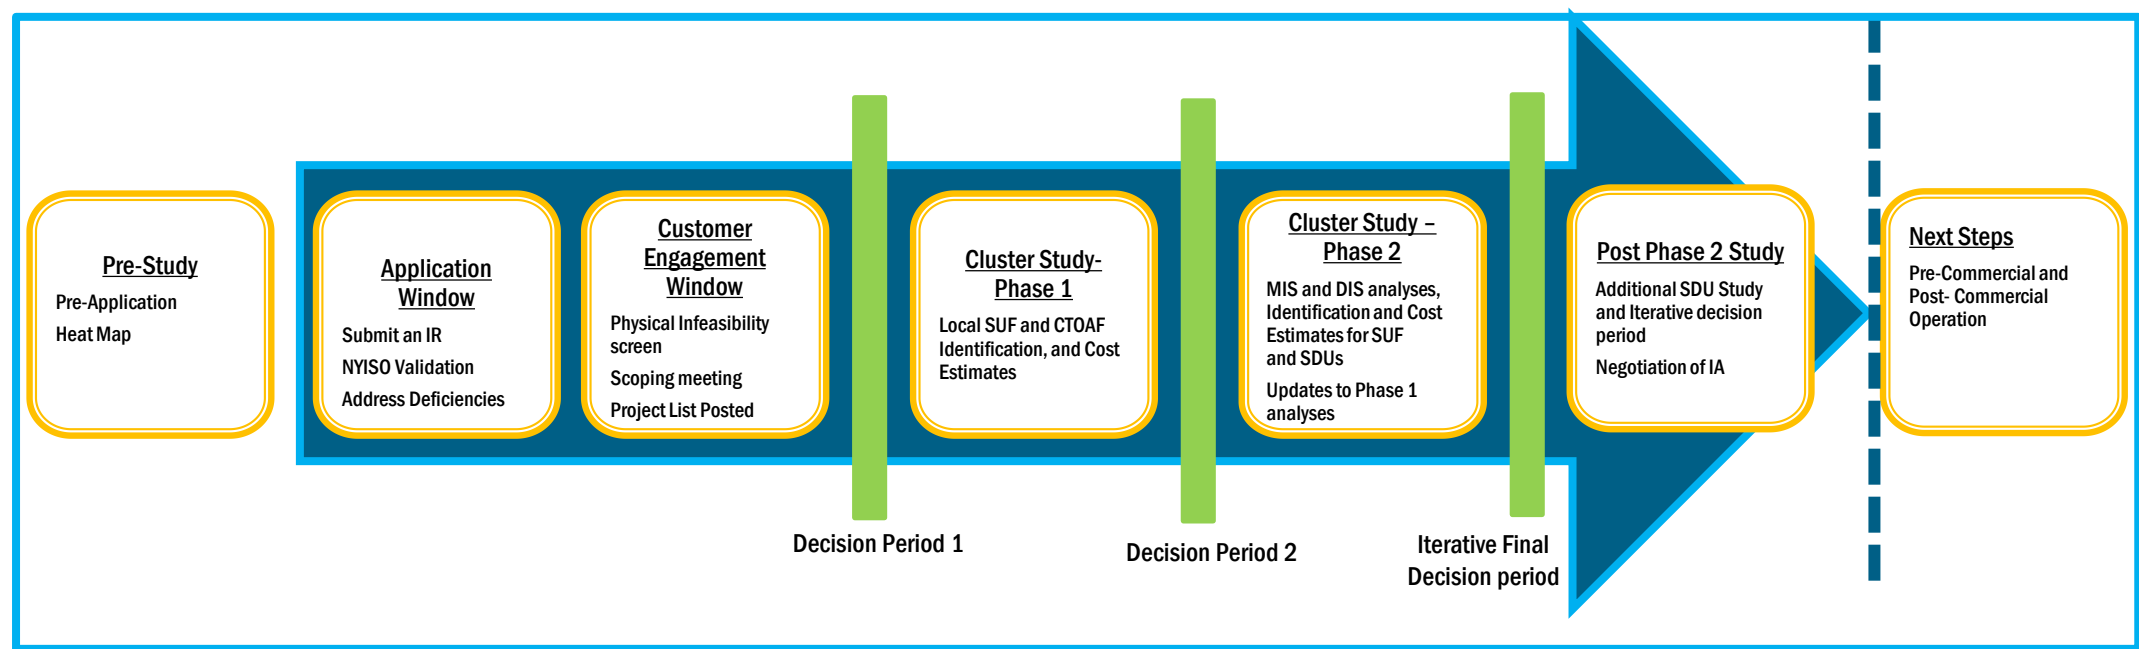 Pre-Study
Pre-Application
Heat Map
Application
Window
Submit an IR
NYISO Validation
Address Deficiencies
Customer
Engagement
Window
Physical Infeasibility
screen
Scoping meeting
Project List Posted
Decision Period 1
Cluster Study-
Phase 1
Local SUF and CTOAF
Identification, and Cost
Estimates
Decision Period 2
Cluster Study –
Phase 2
MIS and DIS analyses,
Identification and Cost
Estimates for SUF
and SDUs
Updates to Phase 1
analyses
Iterative Final
Decision period
Post Phase 2 Study
Additional SDU Study
and Iterative decision
period
Negotiation of IA
Next Steps
Pre-Commercial and
Post- Commercial
Operation